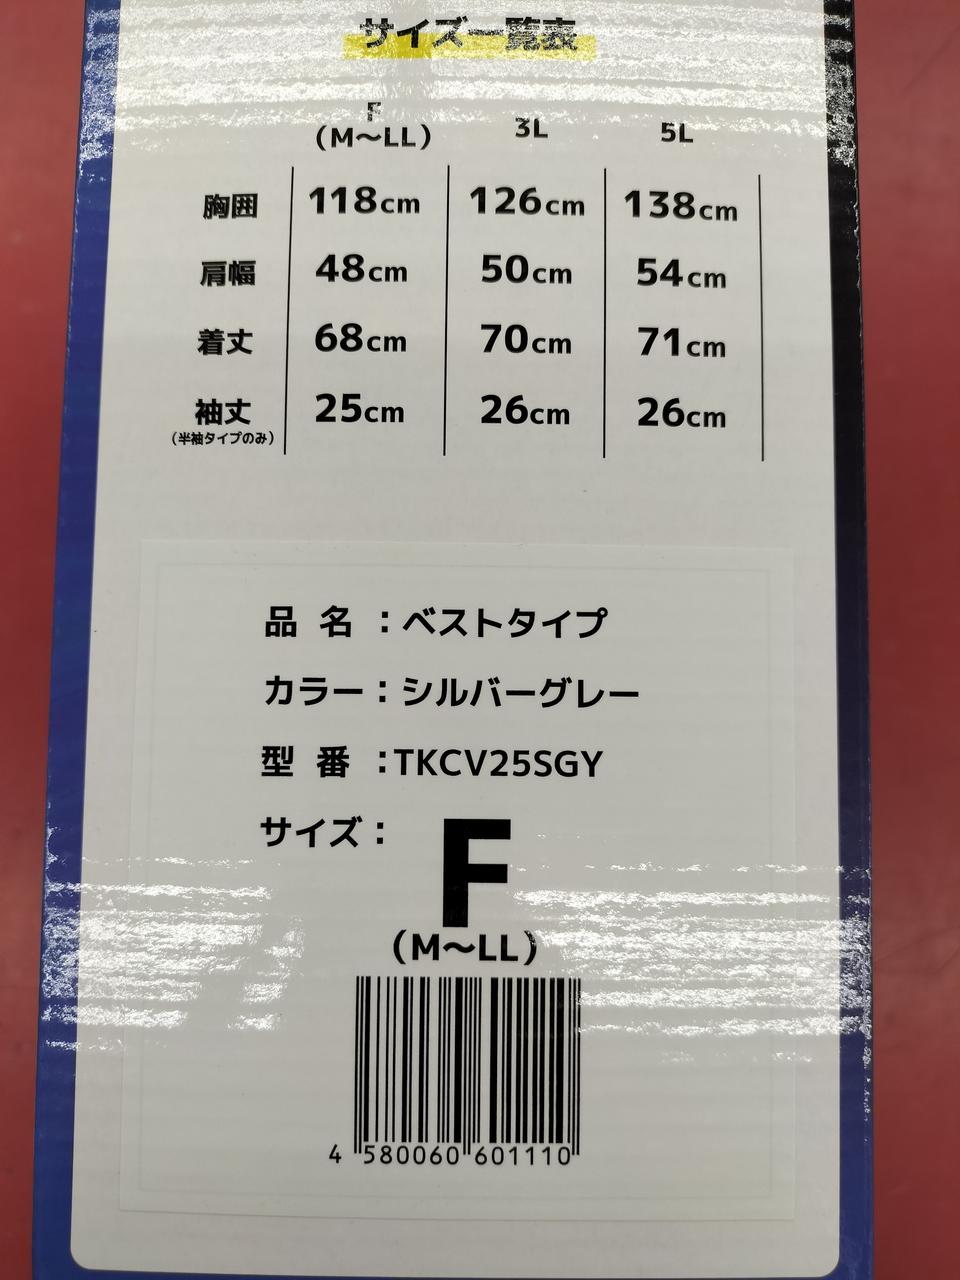 サイズ一覧表
F
(M～LL) 3L 5L
胸囲 118cm 126cm 138cm
肩幅 48cm 50cm 54cm
着丈 68cm 70cm 71cm
袖丈 25cm 26cm 26cm
(半袖タイプのみ)
品名：ベストタイプ
カラー：シルバーグレー
型番：TKCV25SGY
サイズ： F
(M～LL)
4 580060 601110